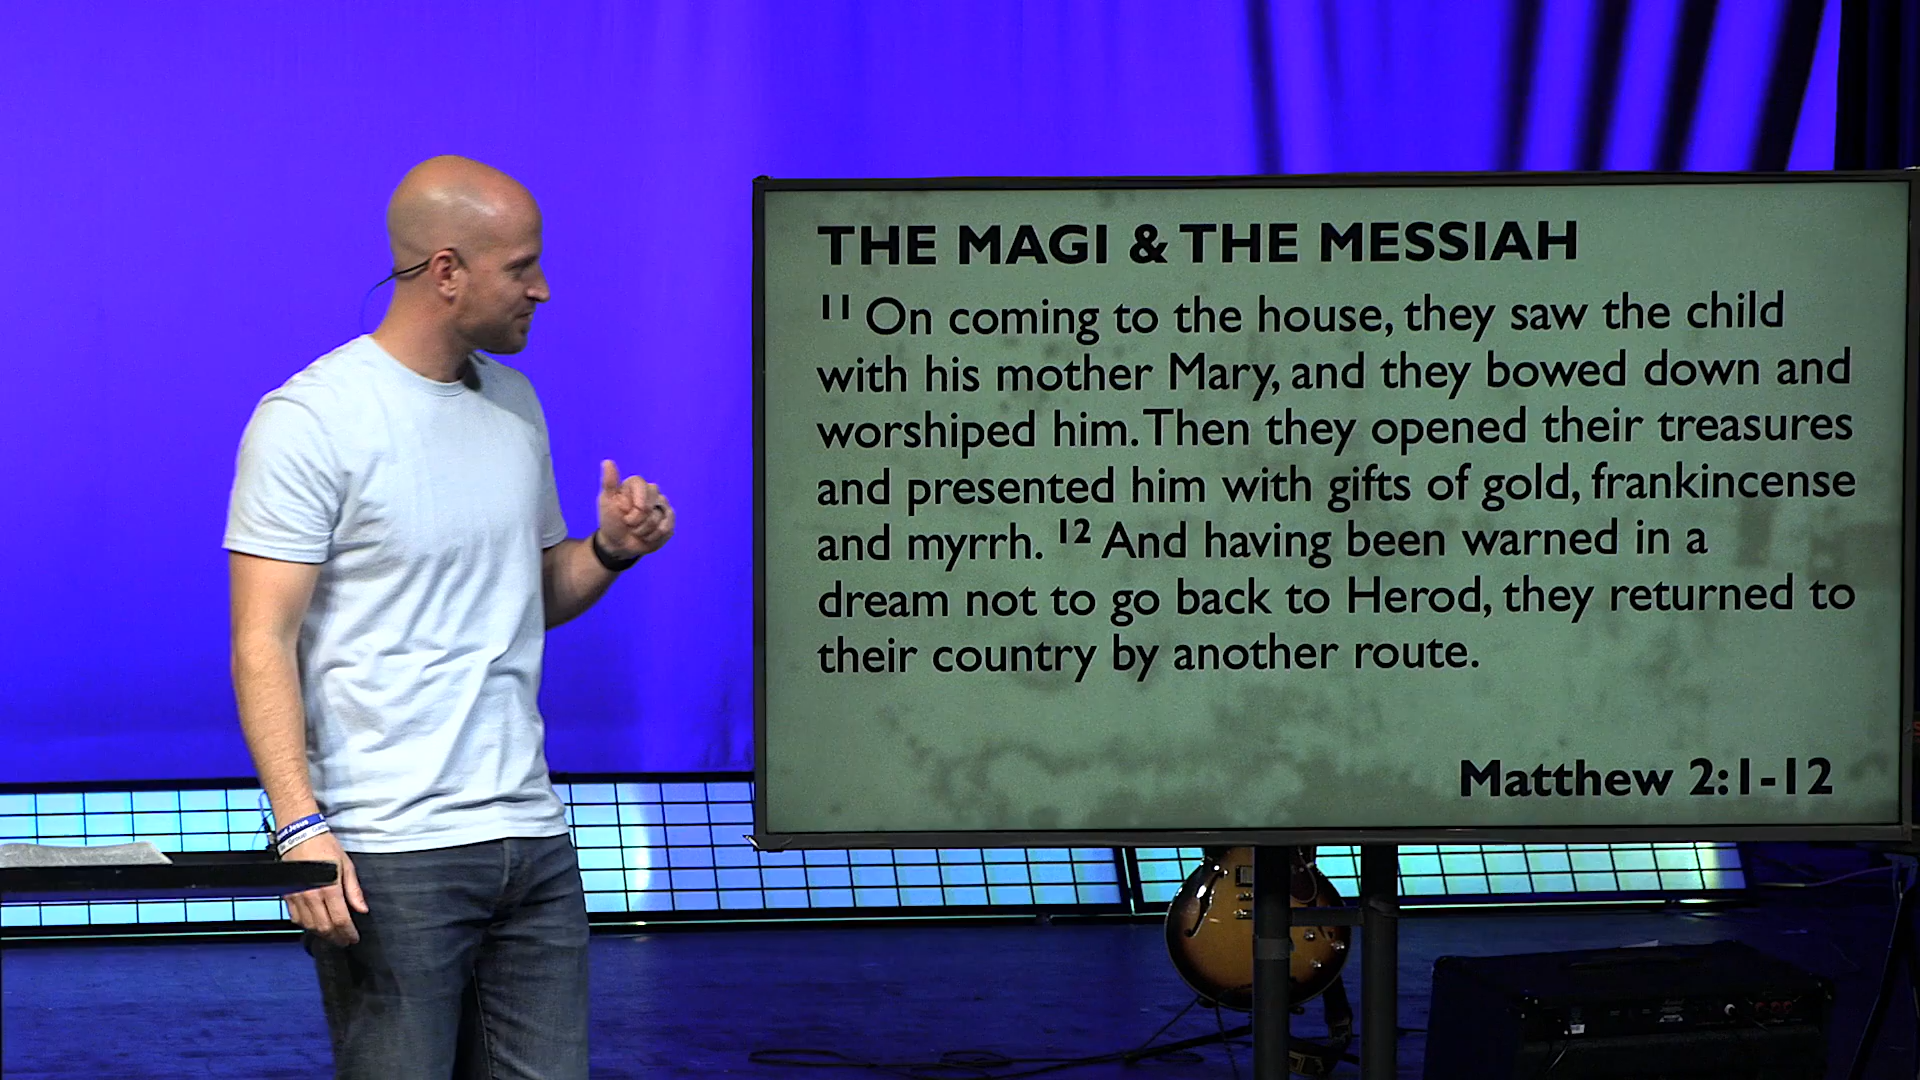 THE MAGI & THE MESSIAH
11 On coming to the house, they saw the child
with his mother Mary, and they bowed down and
worshiped him. Then they opened their treasures
and presented him with gifts of gold, frankincense
and myrrh. 12 And having been warned in a
dream not to go back to Herod, they returned to
their country by another route.
Matthew 2:1-12
Jesus
Group